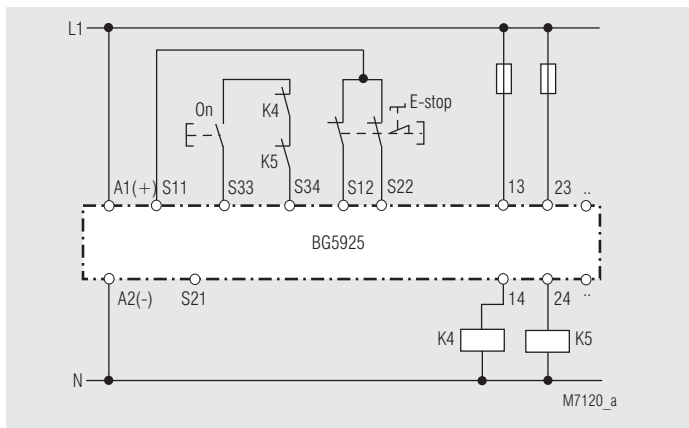 L1
On
K4
E-stop
K5
A1(+) S11 S33 S34 S12 S22 13 23 ..
BG5925
A2(-) S21 14 24 ..
K4 K5
N
M7120_a